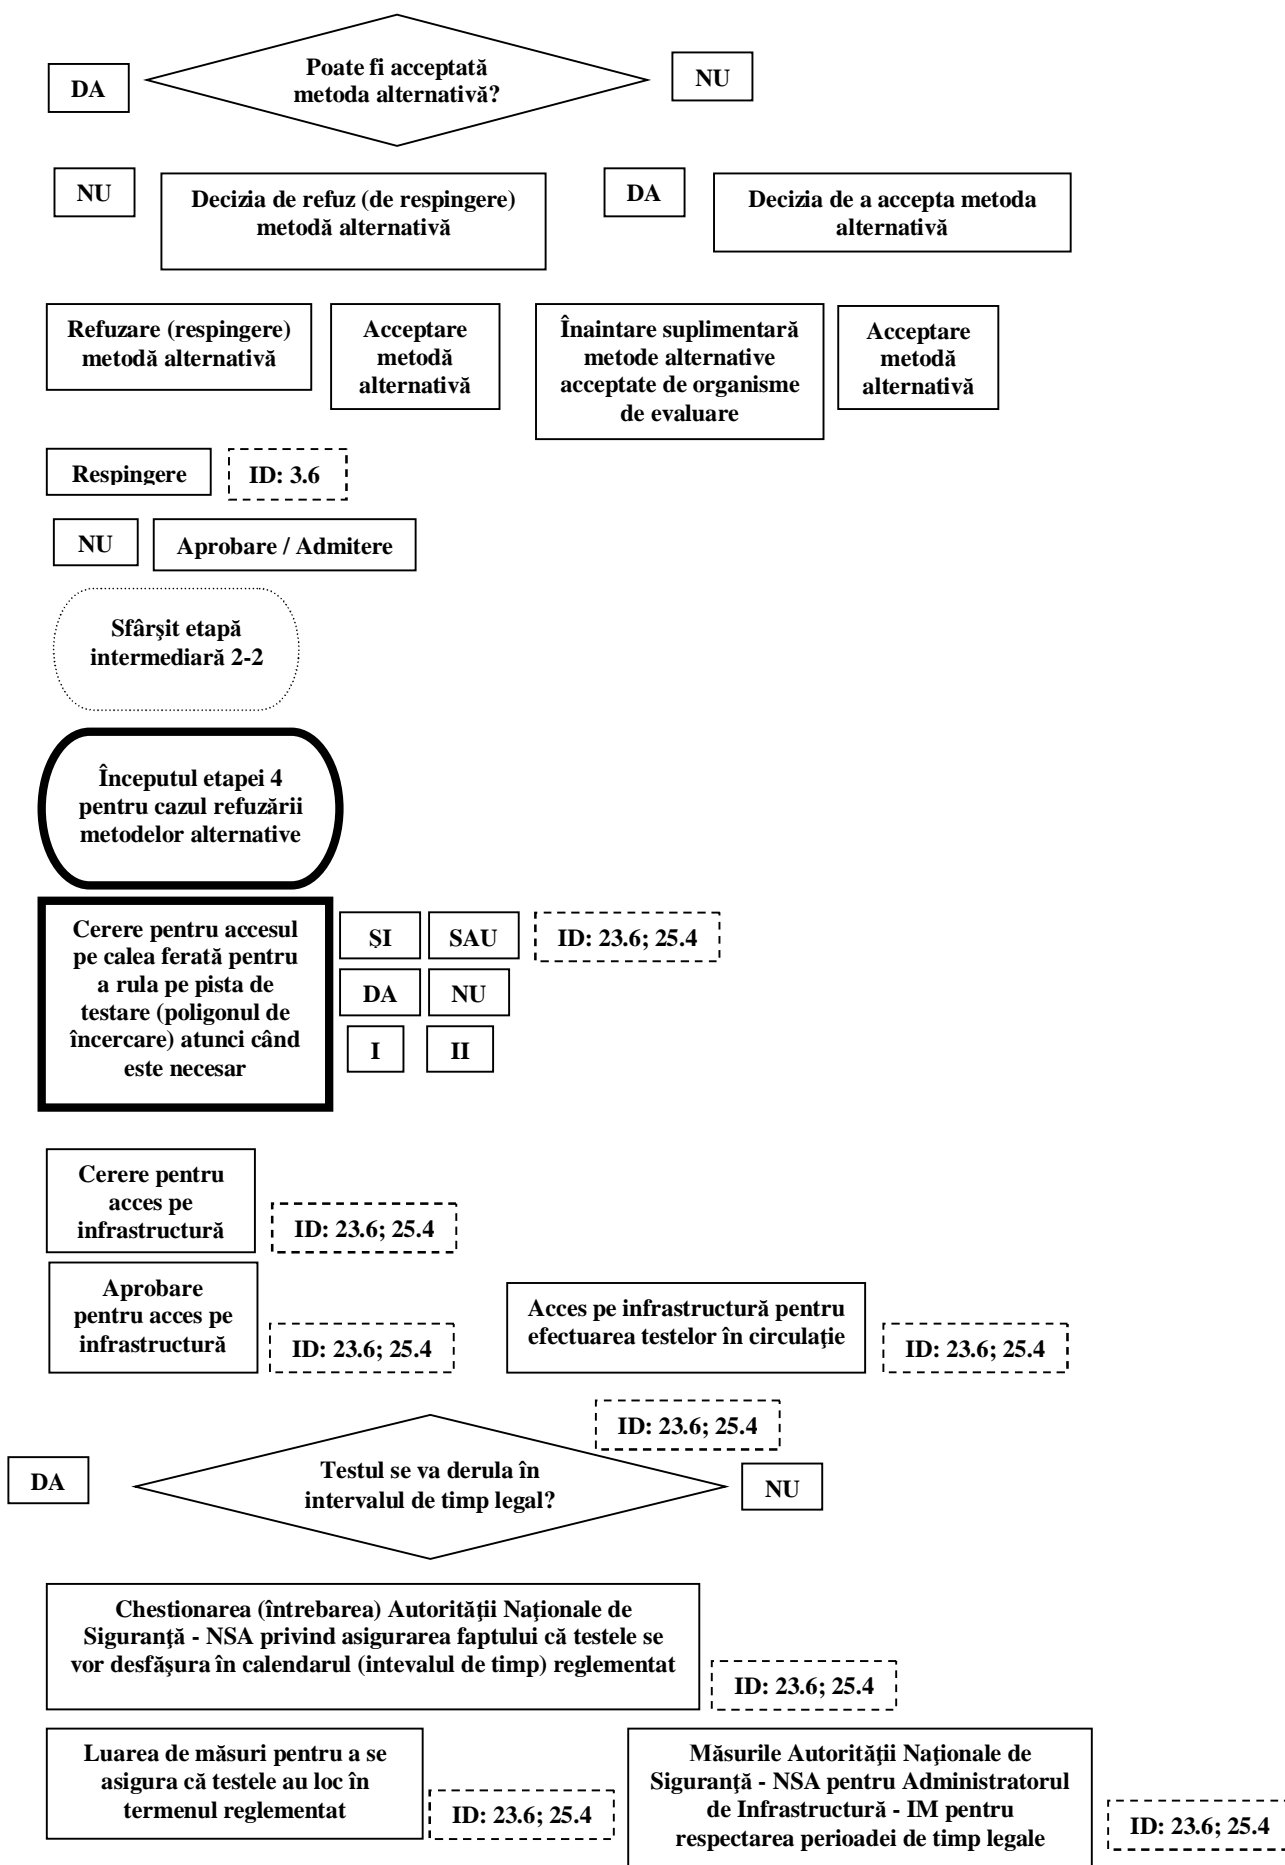 Poate fi acceptată
metoda alternativă?
DA
NU
NU
Decizia de refuz (de respingere)
metodă alternativă
DA
Decizia de a accepta metoda
alternativă
Refuzare (respingere)
metodă alternativă
Acceptare
metodă
alternativă
Înaintare suplimentară
metode alternative
acceptate de organisme
de evaluare
Acceptare
metodă
alternativă
Respingere
ID: 3.6
NU
Aprobare / Admitere
Sfârşit etapă
intermediară 2-2
Începutul etapei 4
pentru cazul refuzării
metodelor alternative
Cerere pentru accesul
pe calea ferată pentru
a rula pe pista de
testare (poligonul de
încercare) atunci când
este necesar
ŞI
SAU
ID: 23.6; 25.4
DA
NU
I
II
Cerere pentru
acces pe
infrastructură
ID: 23.6; 25.4
Aprobare
pentru acces pe
infrastructură
ID: 23.6; 25.4
Acces pe infrastructură pentru
efectuarea testelor în circulaţie
ID: 23.6; 25.4
ID: 23.6; 25.4
DA
Testul se va derula în
intervalul de timp legal?
NU
Chestionarea (întrebarea) Autorităţii Naţionale de
Siguranţă - NSA privind asigurarea faptului că testele se
vor desfăşura în calendarul (intevalul de timp) reglementat
ID: 23.6; 25.4
Luarea de măsuri pentru a se
asigura că testele au loc în
termenul reglementat
ID: 23.6; 25.4
Măsurile Autorităţii Naţionale de
Siguranţă - NSA pentru Administratorul
de Infrastructură - IM pentru
respectarea perioadei de timp legale
ID: 23.6; 25.4